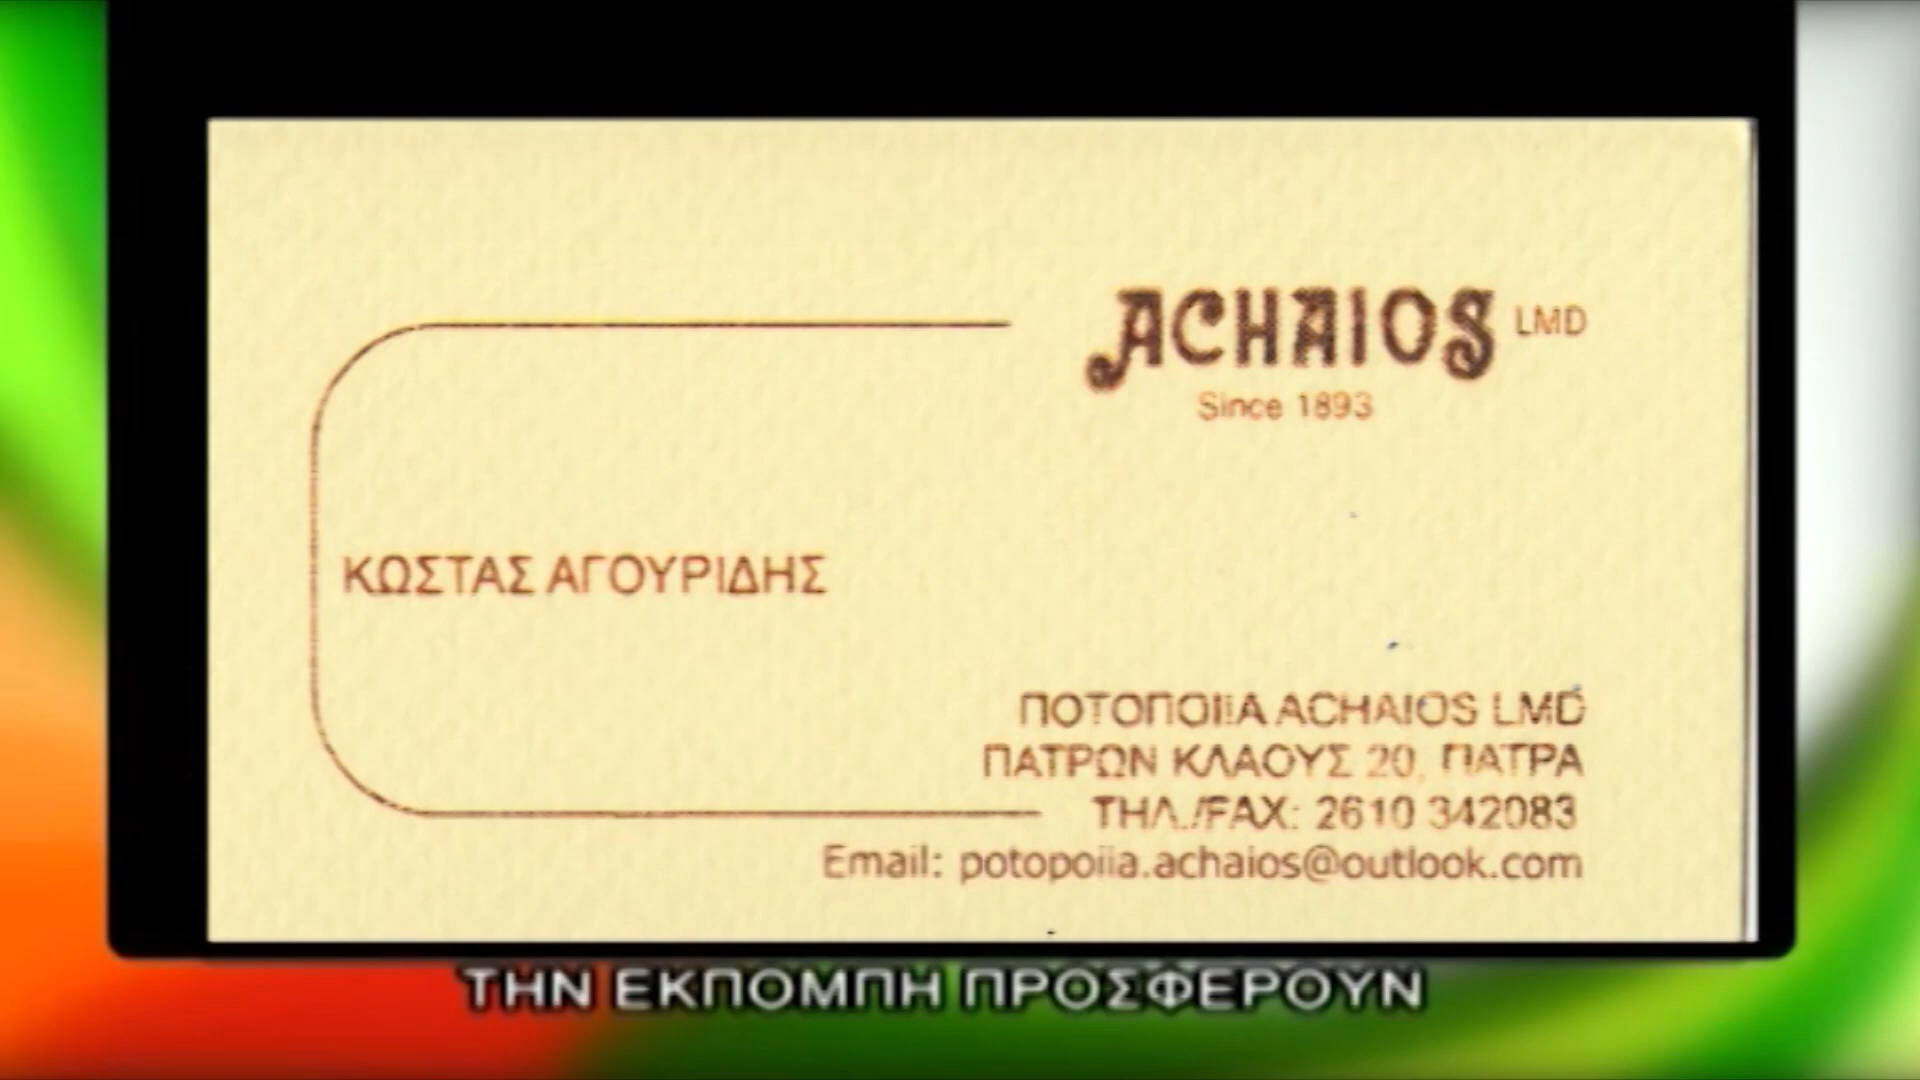 ACHAIOS LMD
Since 1893
ΚΩΣΤΑΣ ΑΓΟΥΡΙΔΗΣ
ΠΟΤΟΠΟΙΙΑ ACHAIOS LMD
ΠΑΤΡΩΝ ΚΛΑΟΥΣ 20, ΠΑΤΡΑ
ΤΗΛ./FAX: 2610 342083
Email: potopoiia.achaios@outlook.com
ΤΗΝ ΕΚΠΟΜΠΗ ΠΡΟΣΦΕΡΟΥΝ